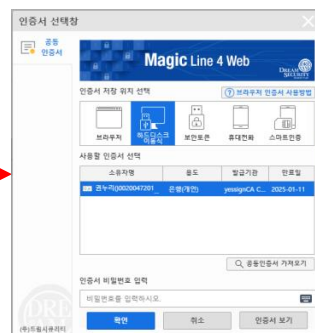 인증서 선택창
공동
인증서
Magic Line 4 Web
DREAM
SECURITY
인증서 저장 위치 선택
? 브라우저 인증서 사용방법
브라우저 하드디스크 이동식 보안토큰 휴대전화 스마트인증
사용할 인증서 선택
소유자명 용도 발급기관 만료일
권누리()0020047201_ 은행(개인) yessignCA C... 2025-01-11
공동인증서 가져오기
인증서 비밀번호 입력
비밀번호를 입력하시오.
확인 취소 인증서 보기
DRE
(주)드림시큐리티